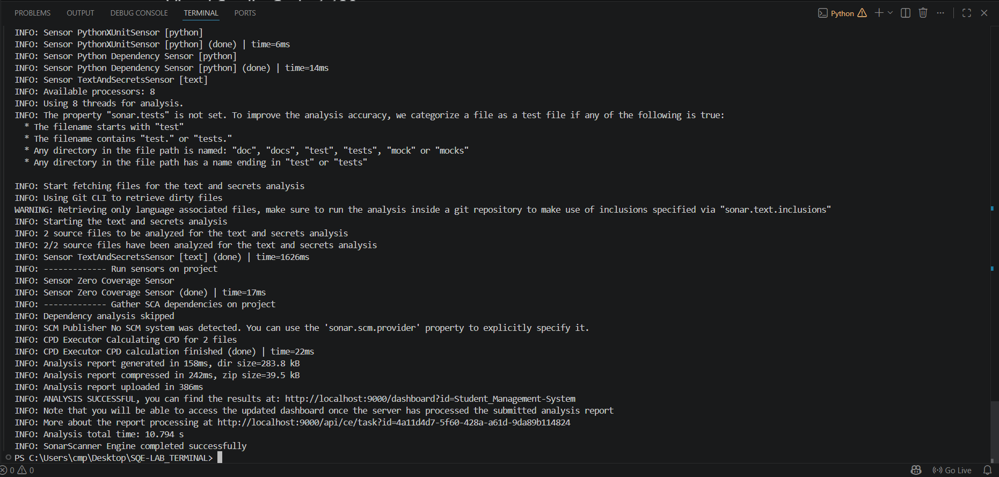 PROBLEMS OUTPUT DEBUG CONSOLE TERMINAL PORTS Python
INFO: Sensor PythonXUnitSensor [python]
INFO: Sensor PythonXUnitSensor [python] (done) | time=6ms
INFO: Sensor Python Dependency Sensor [python]
INFO: Sensor Python Dependency Sensor [python] (done) | time=14ms
INFO: Sensor TextAndSecretsSensor [text]
INFO: Available processors: 8
INFO: Using 8 threads for analysis.
INFO: The property "sonar.tests" is not set. To improve the analysis accuracy, we categorize a file as a test file if any of the following is true:
* The filename starts with "test"
* The filename contains "test." or "tests."
* Any directory in the file path is named: "doc", "docs", "test", "tests", "mock" or "mocks"
* Any directory in the file path has a name ending in "test" or "tests"
INFO: Start fetching files for the text and secrets analysis
INFO: Using Git CLI to retrieve dirty files
WARNING: Retrieving only language associated files, make sure to run the analysis inside a git repository to make use of inclusions specified via "sonar.text.inclusions"
INFO: Starting the text and secrets analysis
INFO: 2 source files to be analyzed for the text and secrets analysis
INFO: 2/2 source files have been analyzed for the text and secrets analysis
INFO: Sensor TextAndSecretsSensor [text] (done) | time=1626ms
INFO: ------------- Run sensors on project
INFO: Sensor Zero Coverage Sensor
INFO: Sensor Zero Coverage Sensor (done) | time=17ms
INFO: ------------- Gather SCA dependencies on project
INFO: Dependency analysis skipped
INFO: SCM Publisher No SCM system was detected. You can use the 'sonar.scm.provider' property to explicitly specify it.
INFO: CPD Executor Calculating CPD for 2 files
INFO: CPD Executor CPD calculation finished (done) | time=22ms
INFO: Analysis report generated in 158ms, dir size=283.8 kB
INFO: Analysis report compressed in 242ms, zip size=39.5 kB
INFO: Analysis report uploaded in 386ms
INFO: ANALYSIS SUCCESSFUL, you can find the results at: http://localhost:9000/dashboard?id=Student_Management-System
INFO: Note that you will be able to access the updated dashboard once the server has processed the submitted analysis report
INFO: More about the report processing at http://localhost:9000/api/ce/task?id=4a11d4d7-5f60-428a-a61d-9da89b114824
INFO: Analysis total time: 10.794 s
INFO: SonarScanner Engine completed successfully
PS C:\Users\cmp\Desktop\SQE-LAB_TERMINAL>
0 0 Go Live